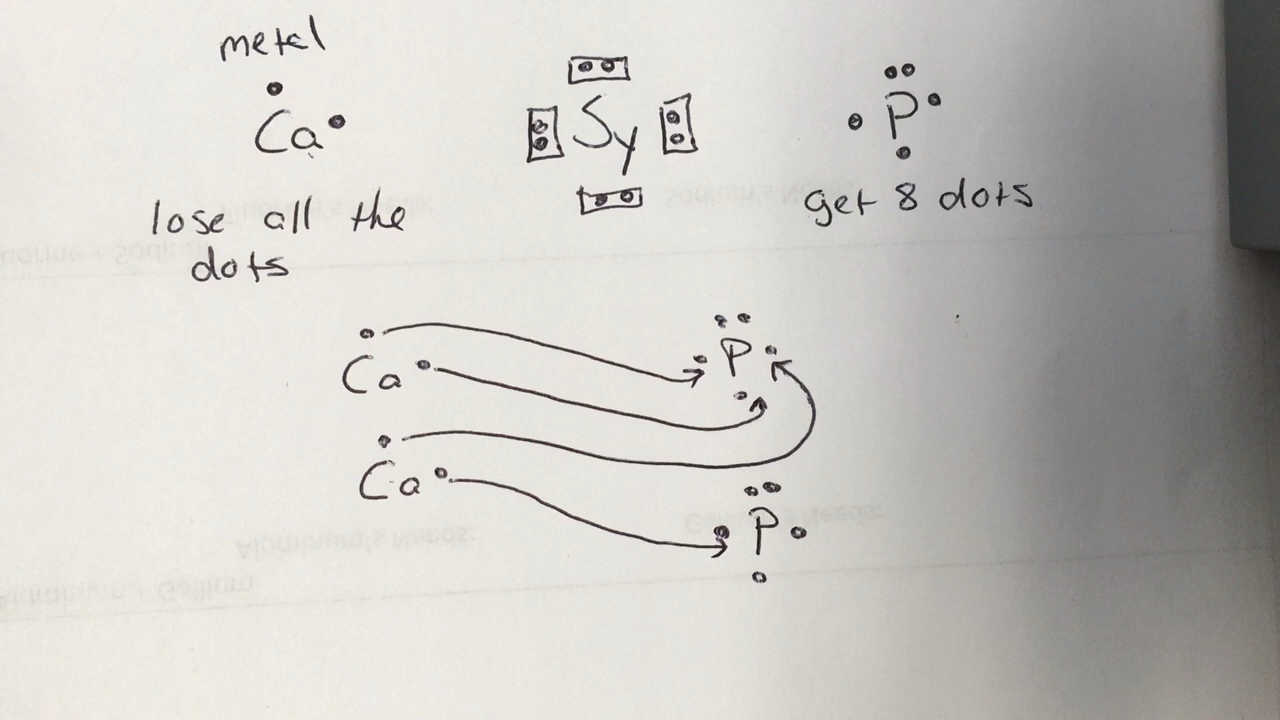 metal
Ca
Sy
P
lose all the
dots
get 8 dots
Ca
P
Ca
P